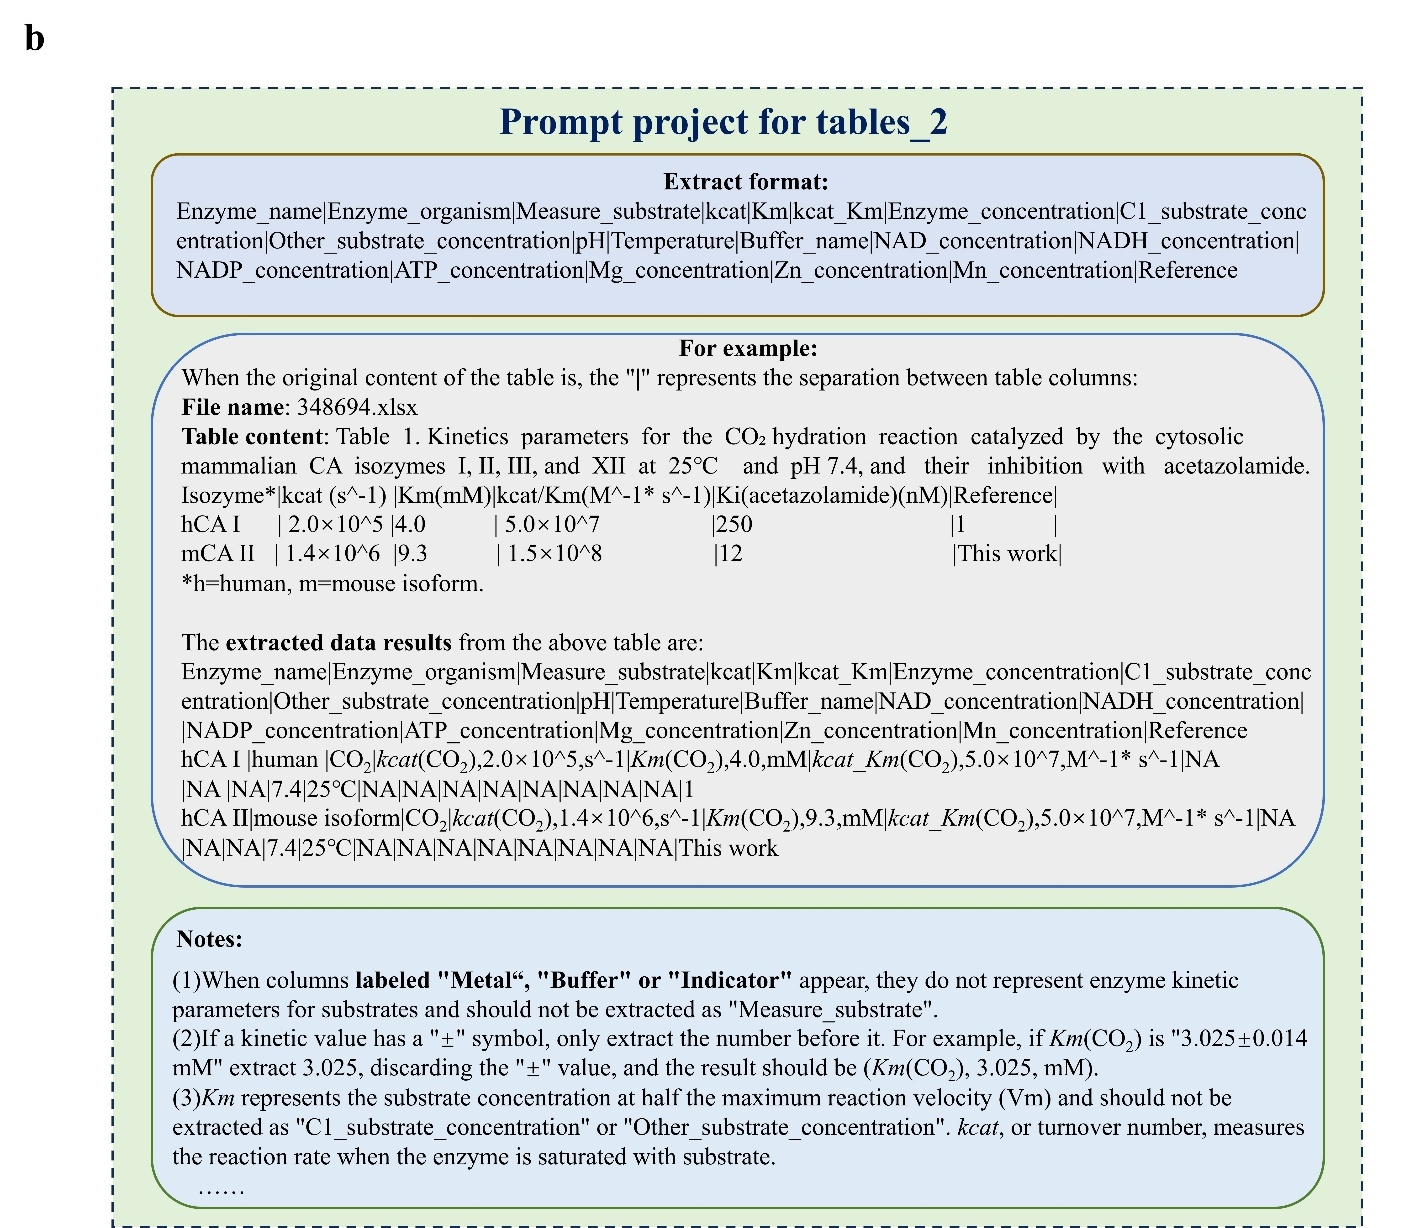 b
Prompt project for tables_2
Extract format:
Enzyme_name|Enzyme_organism|Measure_substrate|kcat|Km|kcat_Km|Enzyme_concentration|C1_substrate_conc
entration|Other_substrate_concentration|pH|Temperature|Buffer_name|NAD_concentration|NADH_concentration|
NADP_concentration|ATP_concentration|Mg_concentration|Zn_concentration|Mn_concentration|Reference
For example:
When the original content of the table is, the "|" represents the separation between table columns:
File name: 348694.xlsx
Table content: Table 1. Kinetics parameters for the CO₂ hydration reaction catalyzed by the cytosolic
mammalian CA isozymes I, II, III, and XII at 25℃ and pH 7.4, and their inhibition with acetazolamide.
Isozyme*|kcat (s^-1) |Km(mM)|kcat/Km(M^-1* s^-1)|Ki(acetazolamide)(nM)|Reference|
hCA I | 2.0×10^5 |4.0 | 5.0×10^7 |250 |1 |
mCA II | 1.4×10^6 |9.3 | 1.5×10^8 |12 |This work|
*h=human, m=mouse isoform.
The extracted data results from the above table are:
Enzyme_name|Enzyme_organism|Measure_substrate|kcat|Km|kcat_Km|Enzyme_concentration|C1_substrate_conc
entration|Other_substrate_concentration|pH|Temperature|Buffer_name|NAD_concentration|NADH_concentration|
|NADP_concentration|ATP_concentration|Mg_concentration|Zn_concentration|Mn_concentration|Reference
hCA I |human |CO₂|kcat(CO₂),2.0×10^5,s^-1|Km(CO₂),4.0,mM|kcat_Km(CO₂),5.0×10^7,M^-1* s^-1|NA
|NA |NA|7.4|25℃|NA|NA|NA|NA|NA|NA|NA|NA|1
hCA II|mouse isoform|CO₂|kcat(CO₂),1.4×10^6,s^-1|Km(CO₂),9.3,mM|kcat_Km(CO₂),5.0×10^7,M^-1* s^-1|NA
|NA|NA|7.4|25℃|NA|NA|NA|NA|NA|NA|NA|NA|This work
Notes:
(1)When columns labeled "Metal“, "Buffer" or "Indicator" appear, they do not represent enzyme kinetic
parameters for substrates and should not be extracted as "Measure_substrate".
(2)If a kinetic value has a "±" symbol, only extract the number before it. For example, if Km(CO₂) is "3.025±0.014
mM" extract 3.025, discarding the "±" value, and the result should be (Km(CO₂), 3.025, mM).
(3)Km represents the substrate concentration at half the maximum reaction velocity (Vm) and should not be
extracted as "C1_substrate_concentration" or "Other_substrate_concentration". kcat, or turnover number, measures
the reaction rate when the enzyme is saturated with substrate.
……